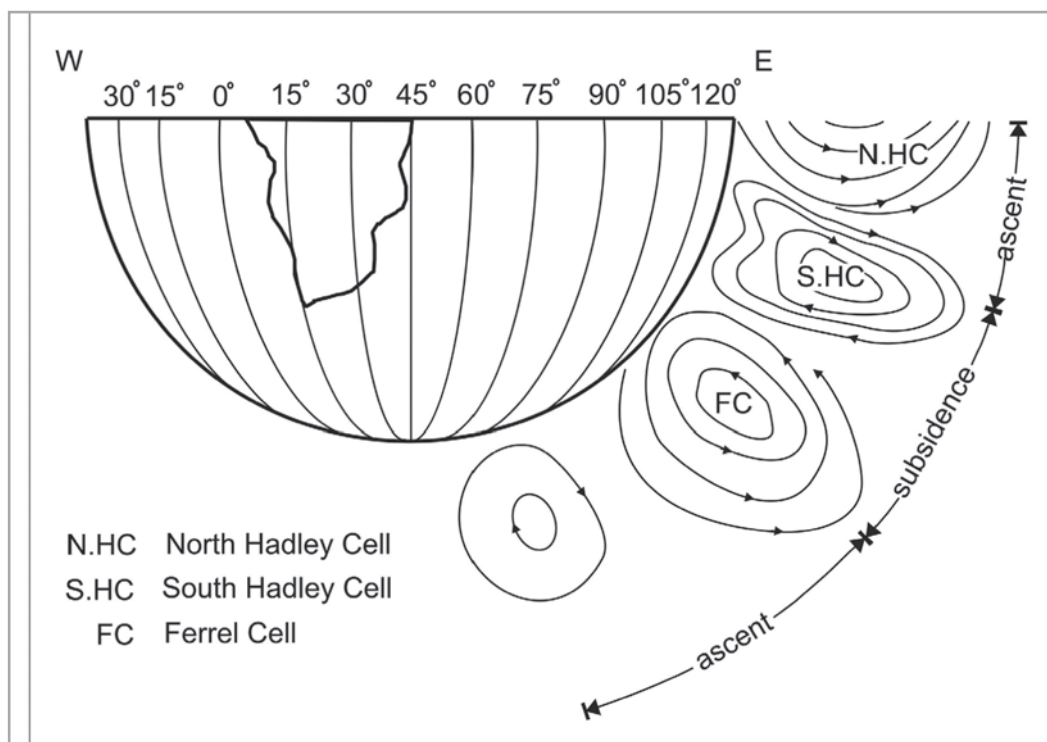 W E
30° 15° 0° 15° 30° 45° 60° 75° 90° 105° 120°
N.HC
ascent
S.HC
subsidence
FC
ascent
N.HC North Hadley Cell
S.HC South Hadley Cell
FC Ferrel Cell